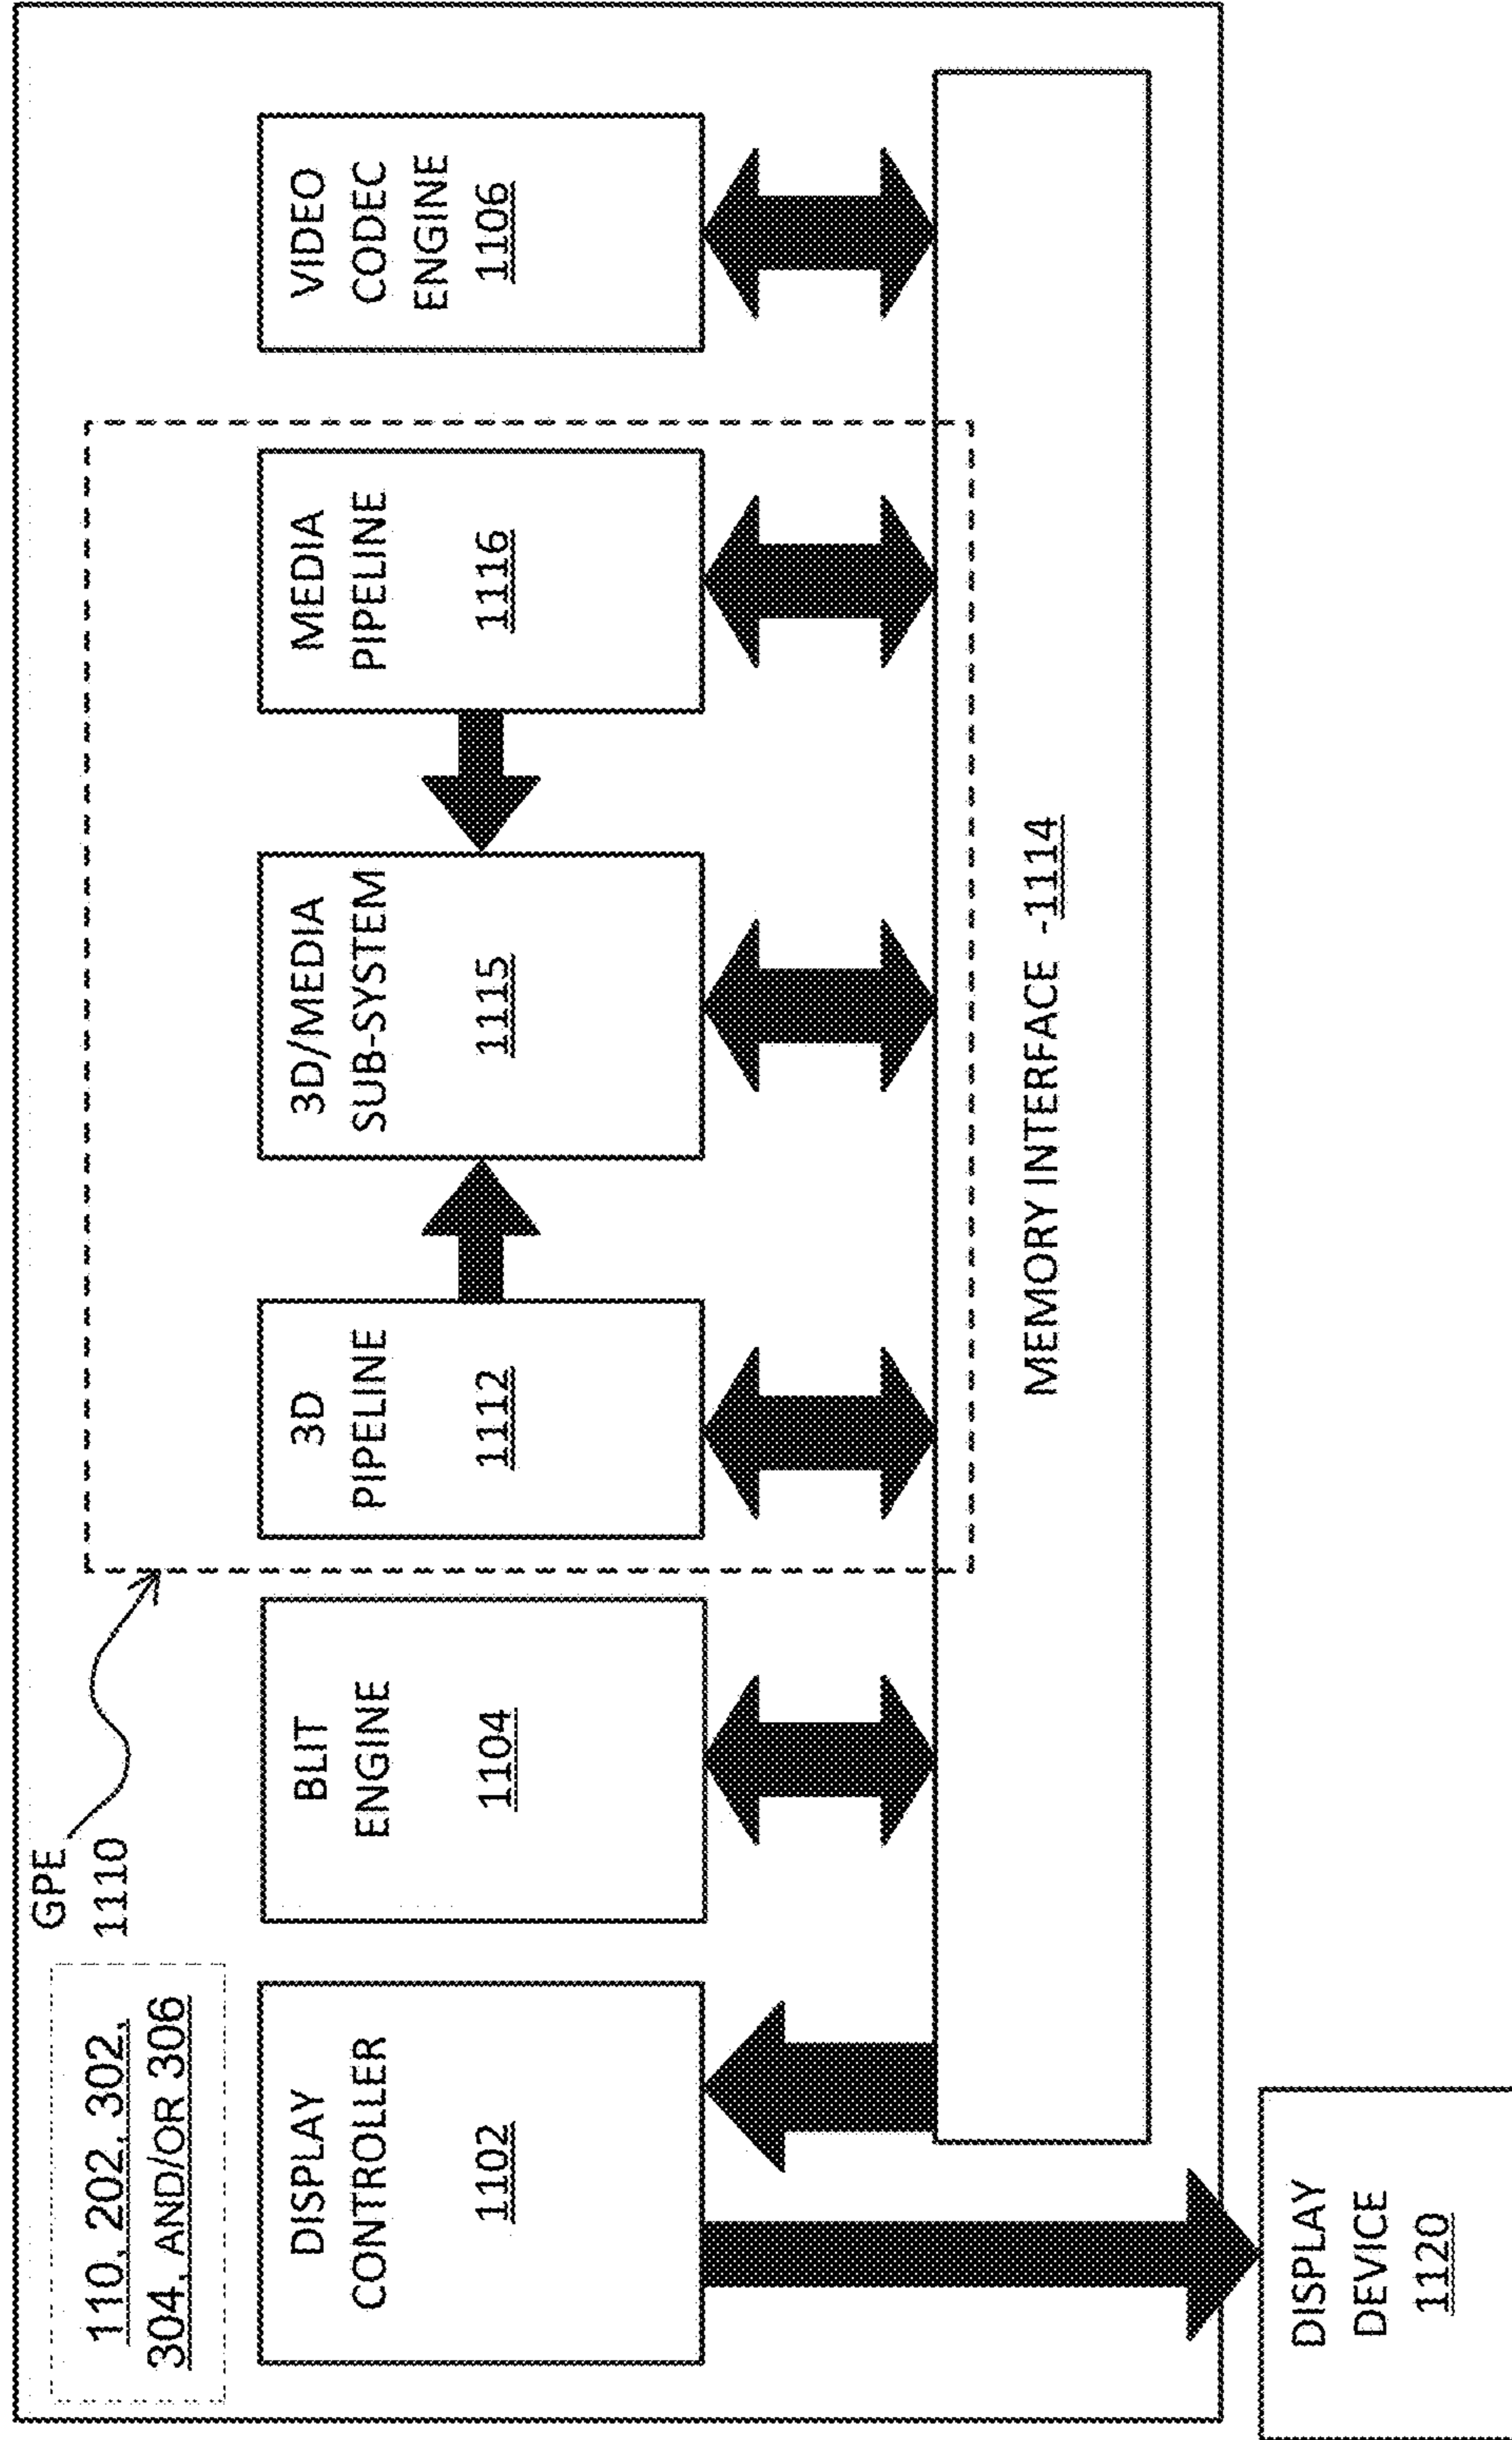 110, 202, 302,
304, AND/OR 306
GPE
1110
DISPLAY
CONTROLLER
1102
BLIT
ENGINE
1104
3D
PIPELINE
1112
3D/MEDIA
SUB-SYSTEM
1115
MEDIA
PIPELINE
1116
VIDEO
CODEC
ENGINE
1106
MEMORY INTERFACE -1114
DISPLAY
DEVICE
1120